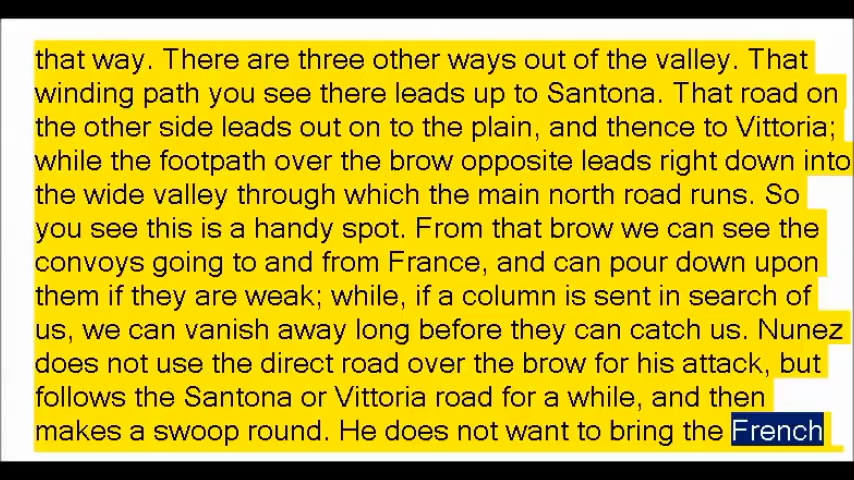 that way. There are three other ways out of the valley. That
winding path you see there leads up to Santona. That road on
the other side leads out on to the plain, and thence to Vittoria;
while the footpath over the brow opposite leads right down into
the wide valley through which the main north road runs. So
you see this is a handy spot. From that brow we can see the
convoys going to and from France, and can pour down upon
them if they are weak; while, if a column is sent in search of
us, we can vanish away long before they can catch us. Nunez
does not use the direct road over the brow for his attack, but
follows the Santona or Vittoria road for a while, and then
makes a swoop round. He does not want to bring the French